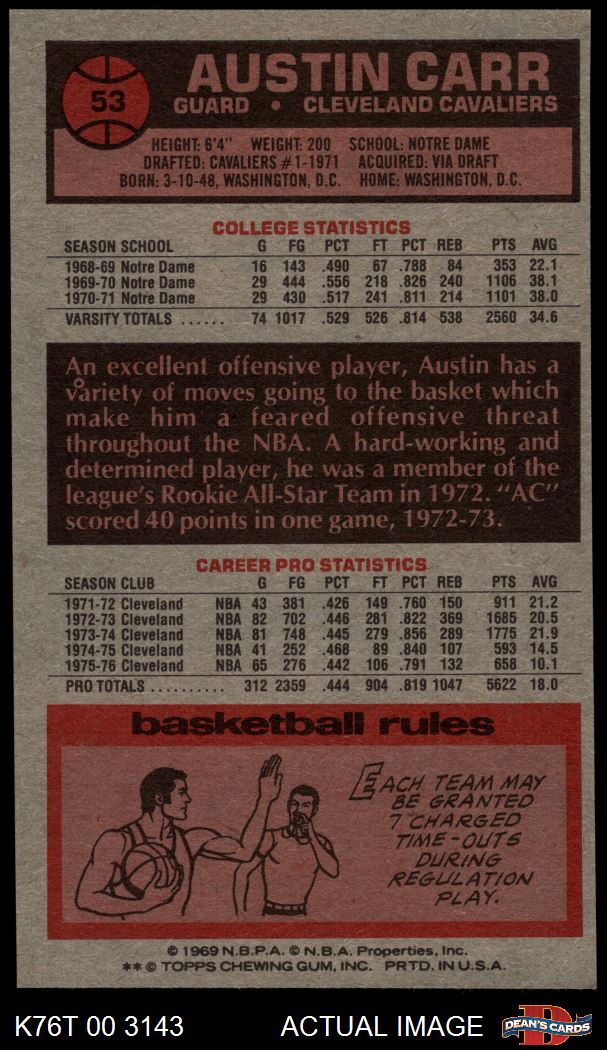 53
AUSTIN CARR
GUARD • CLEVELAND CAVALIERS
HEIGHT: 6'4" WEIGHT: 200 SCHOOL: NOTRE DAME
DRAFTED: CAVALIERS #1-1971 ACQUIRED: VIA DRAFT
BORN: 3-10-48, WASHINGTON, D.C. HOME: WASHINGTON, D.C.
COLLEGE STATISTICS
SEASON SCHOOL G FG PCT FT PCT REB PTS AVG
1968-69 Notre Dame 16 143 .490 67 .788 84 353 22.1
1969-70 Notre Dame 29 444 .556 218 .826 240 1106 38.1
1970-71 Notre Dame 29 430 .517 241 .811 214 1101 38.0
VARSITY TOTALS ...... 74 1017 .529 526 .814 538 2560 34.6
An excellent offensive player, Austin has a
variety of moves going to the basket which
make him a feared offensive threat
throughout the NBA. A hard-working and
determined player, he was a member of the
league's Rookie All-Star Team in 1972. "AC"
scored 40 points in one game, 1972-73.
CAREER PRO STATISTICS
SEASON CLUB G FG PCT FT PCT REB PTS AVG
1971-72 Cleveland NBA 43 381 .426 149 .760 150 911 21.2
1972-73 Cleveland NBA 82 702 .446 281 .822 369 1685 20.5
1973-74 Cleveland NBA 81 748 .445 279 .856 289 1775 21.9
1974-75 Cleveland NBA 41 252 .468 89 .840 107 593 14.5
1975-76 Cleveland NBA 65 276 .442 106 .791 132 658 10.1
PRO TOTALS .......... 312 2359 .444 904 .819 1047 5622 18.0
basketball rules
EACH TEAM MAY
BE GRANTED
7 CHARGED
TIME-OUTS
DURING
REGULATION
PLAY.
© 1969 N.B.P.A. © N.B.A. Properties, Inc.
** © TOPPS CHEWING GUM, INC. PRTD. IN U.S.A.
K76T 00 3143 ACTUAL IMAGE D DEAN'S CARDS